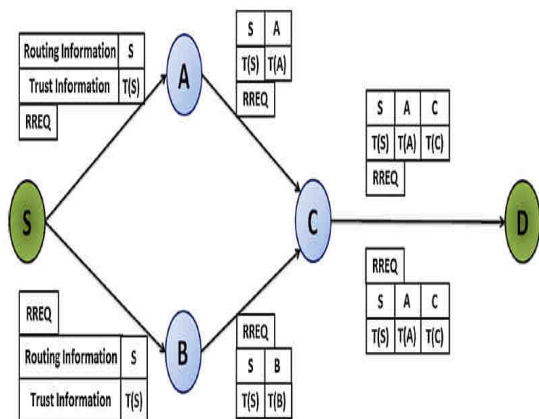 Routing Information S
Trust Information T(S)
RREQ
S A
T(S) T(A)
RREQ
A
S A C
T(S) T(A) T(C)
RREQ
S
C
D
RREQ
Routing Information S
Trust Information T(S)
B
RREQ
S B
T(S) T(B)
RREQ
S A C
T(S) T(A) T(C)